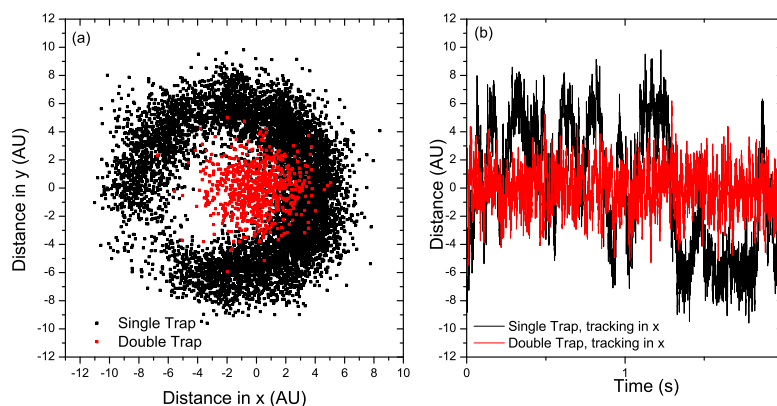 (a)
12
10
8
6
4
2
0
-2
-4
-6
-8
-10
-12
Distance in y (AU)
Single Trap
Double Trap
-12 -10 -8 -6 -4 -2 0 2 4 6 8 10
Distance in x (AU)
(b)
12
10
8
6
4
2
0
-2
-4
-6
-8
-10
-12
Distance (AU)
Single Trap, tracking in x
Double Trap, tracking in x
0 1
Time (s)